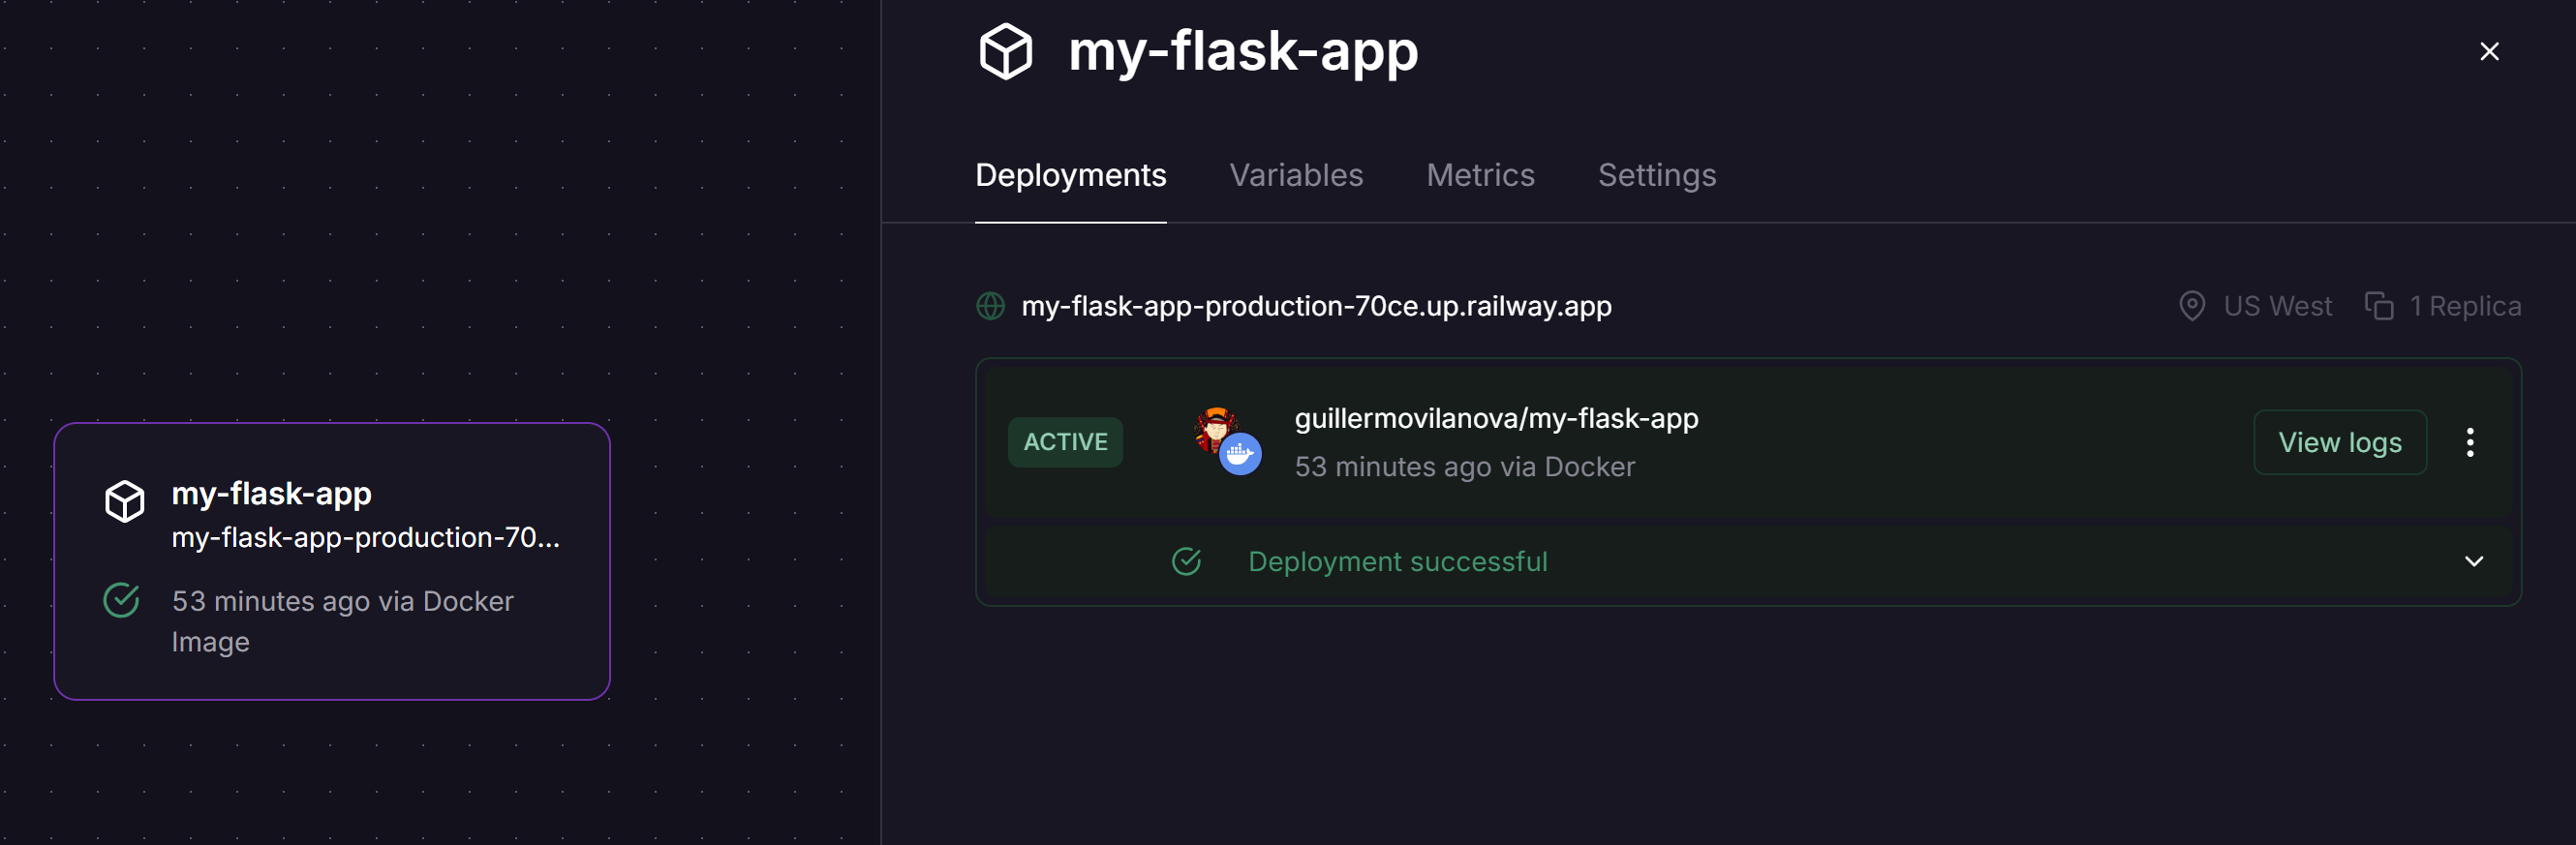 my-flask-app
my-flask-app-production-70...
53 minutes ago via Docker
Image
my-flask-app
Deployments Variables Metrics Settings
my-flask-app-production-70ce.up.railway.app US West 1 Replica
ACTIVE
guillermovilanova/my-flask-app
53 minutes ago via Docker
View logs
Deployment successful